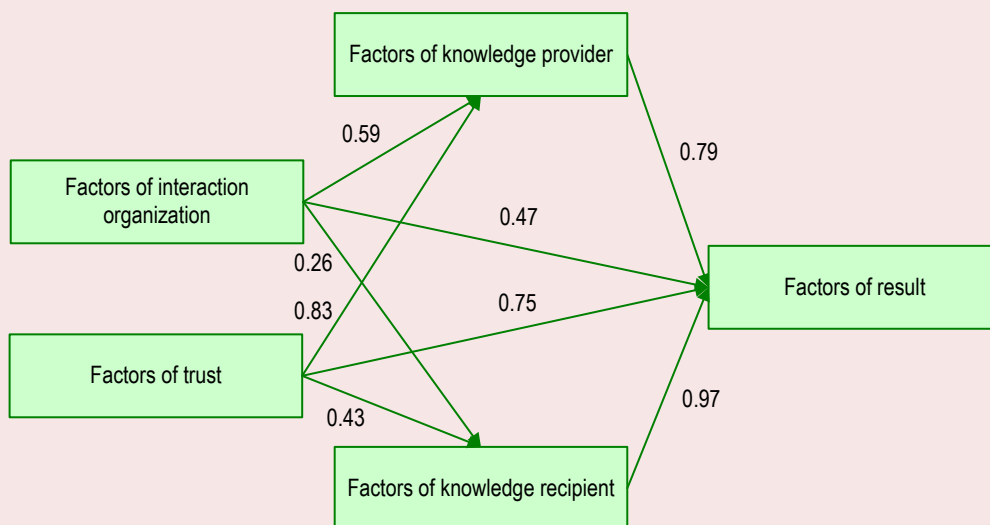 Factors of knowledge provider
0.59
0.79
Factors of interaction
organization
0.47
0.26
Factors of result
0.83
0.75
Factors of trust
0.43
0.97
Factors of knowledge recipient